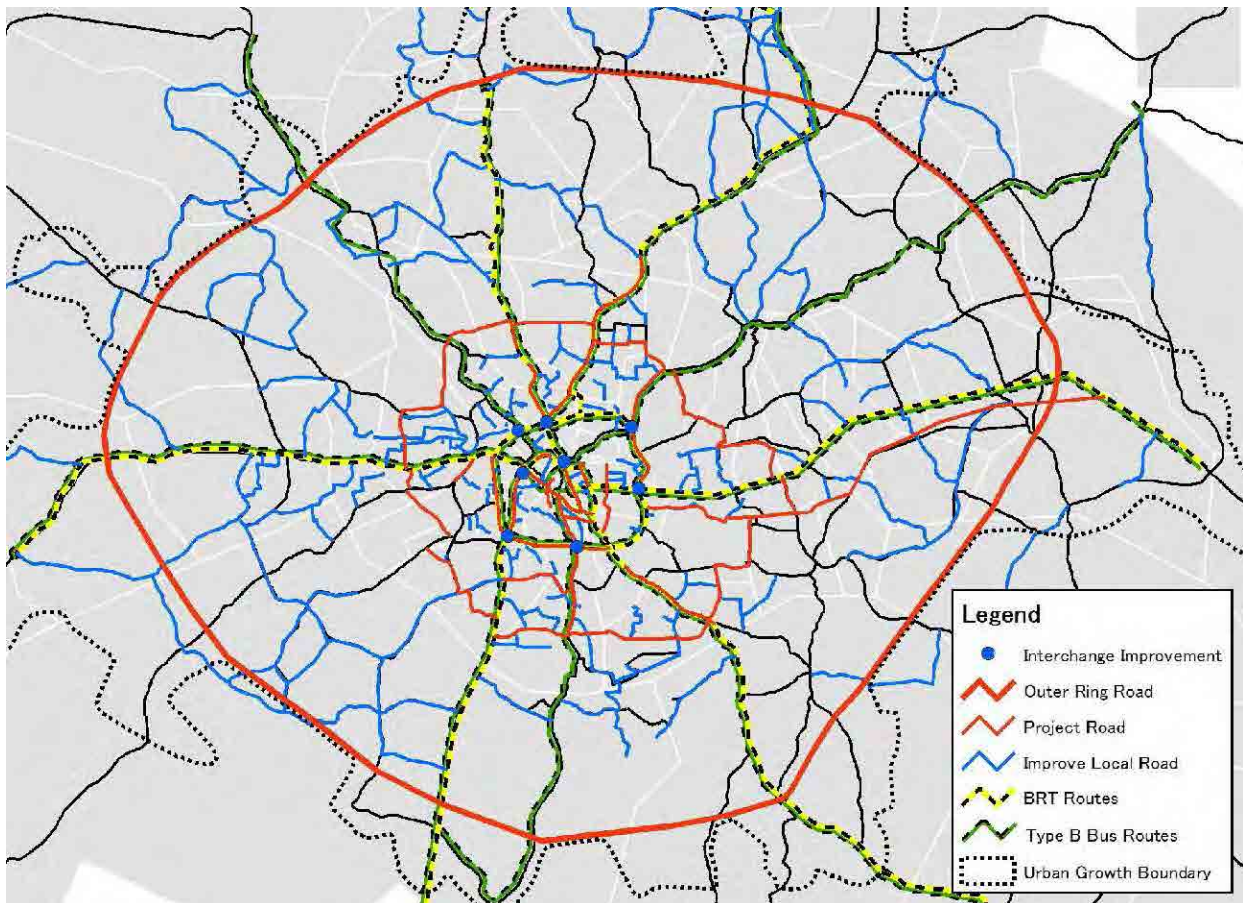 Legend
Interchange Improvement
Outer Ring Road
Project Road
Improve Local Road
BRT Routes
Type B Bus Routes
Urban Growth Boundary